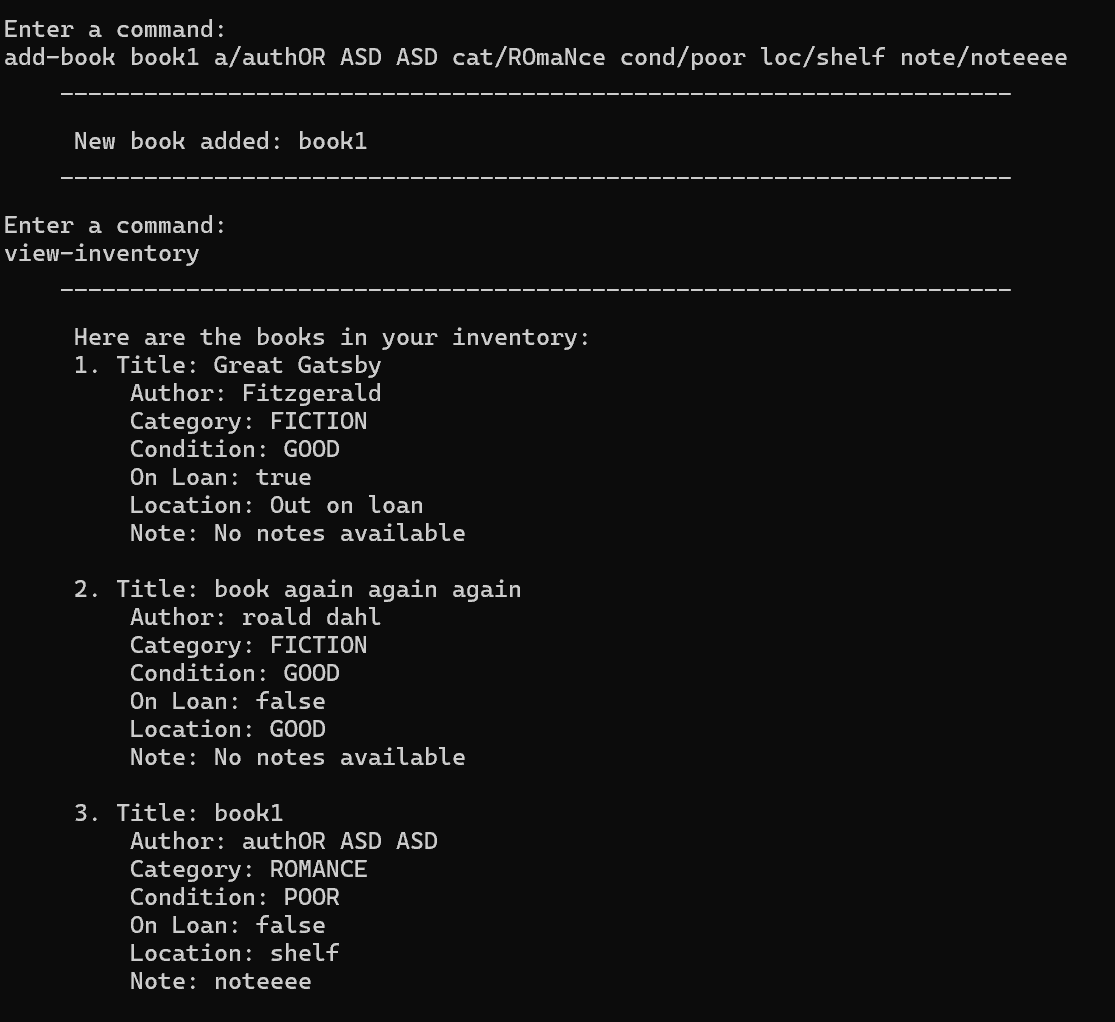 Enter a command:
add-book book1 a/authOR ASD ASD cat/ROmaNce cond/poor loc/shelf note/noteeee
____________________________________________________________________
New book added: book1
____________________________________________________________________
Enter a command:
view-inventory
____________________________________________________________________
Here are the books in your inventory:
1. Title: Great Gatsby
Author: Fitzgerald
Category: FICTION
Condition: GOOD
On Loan: true
Location: Out on loan
Note: No notes available
2. Title: book again again again
Author: roald dahl
Category: FICTION
Condition: GOOD
On Loan: false
Location: GOOD
Note: No notes available
3. Title: book1
Author: authOR ASD ASD
Category: ROMANCE
Condition: POOR
On Loan: false
Location: shelf
Note: noteeee